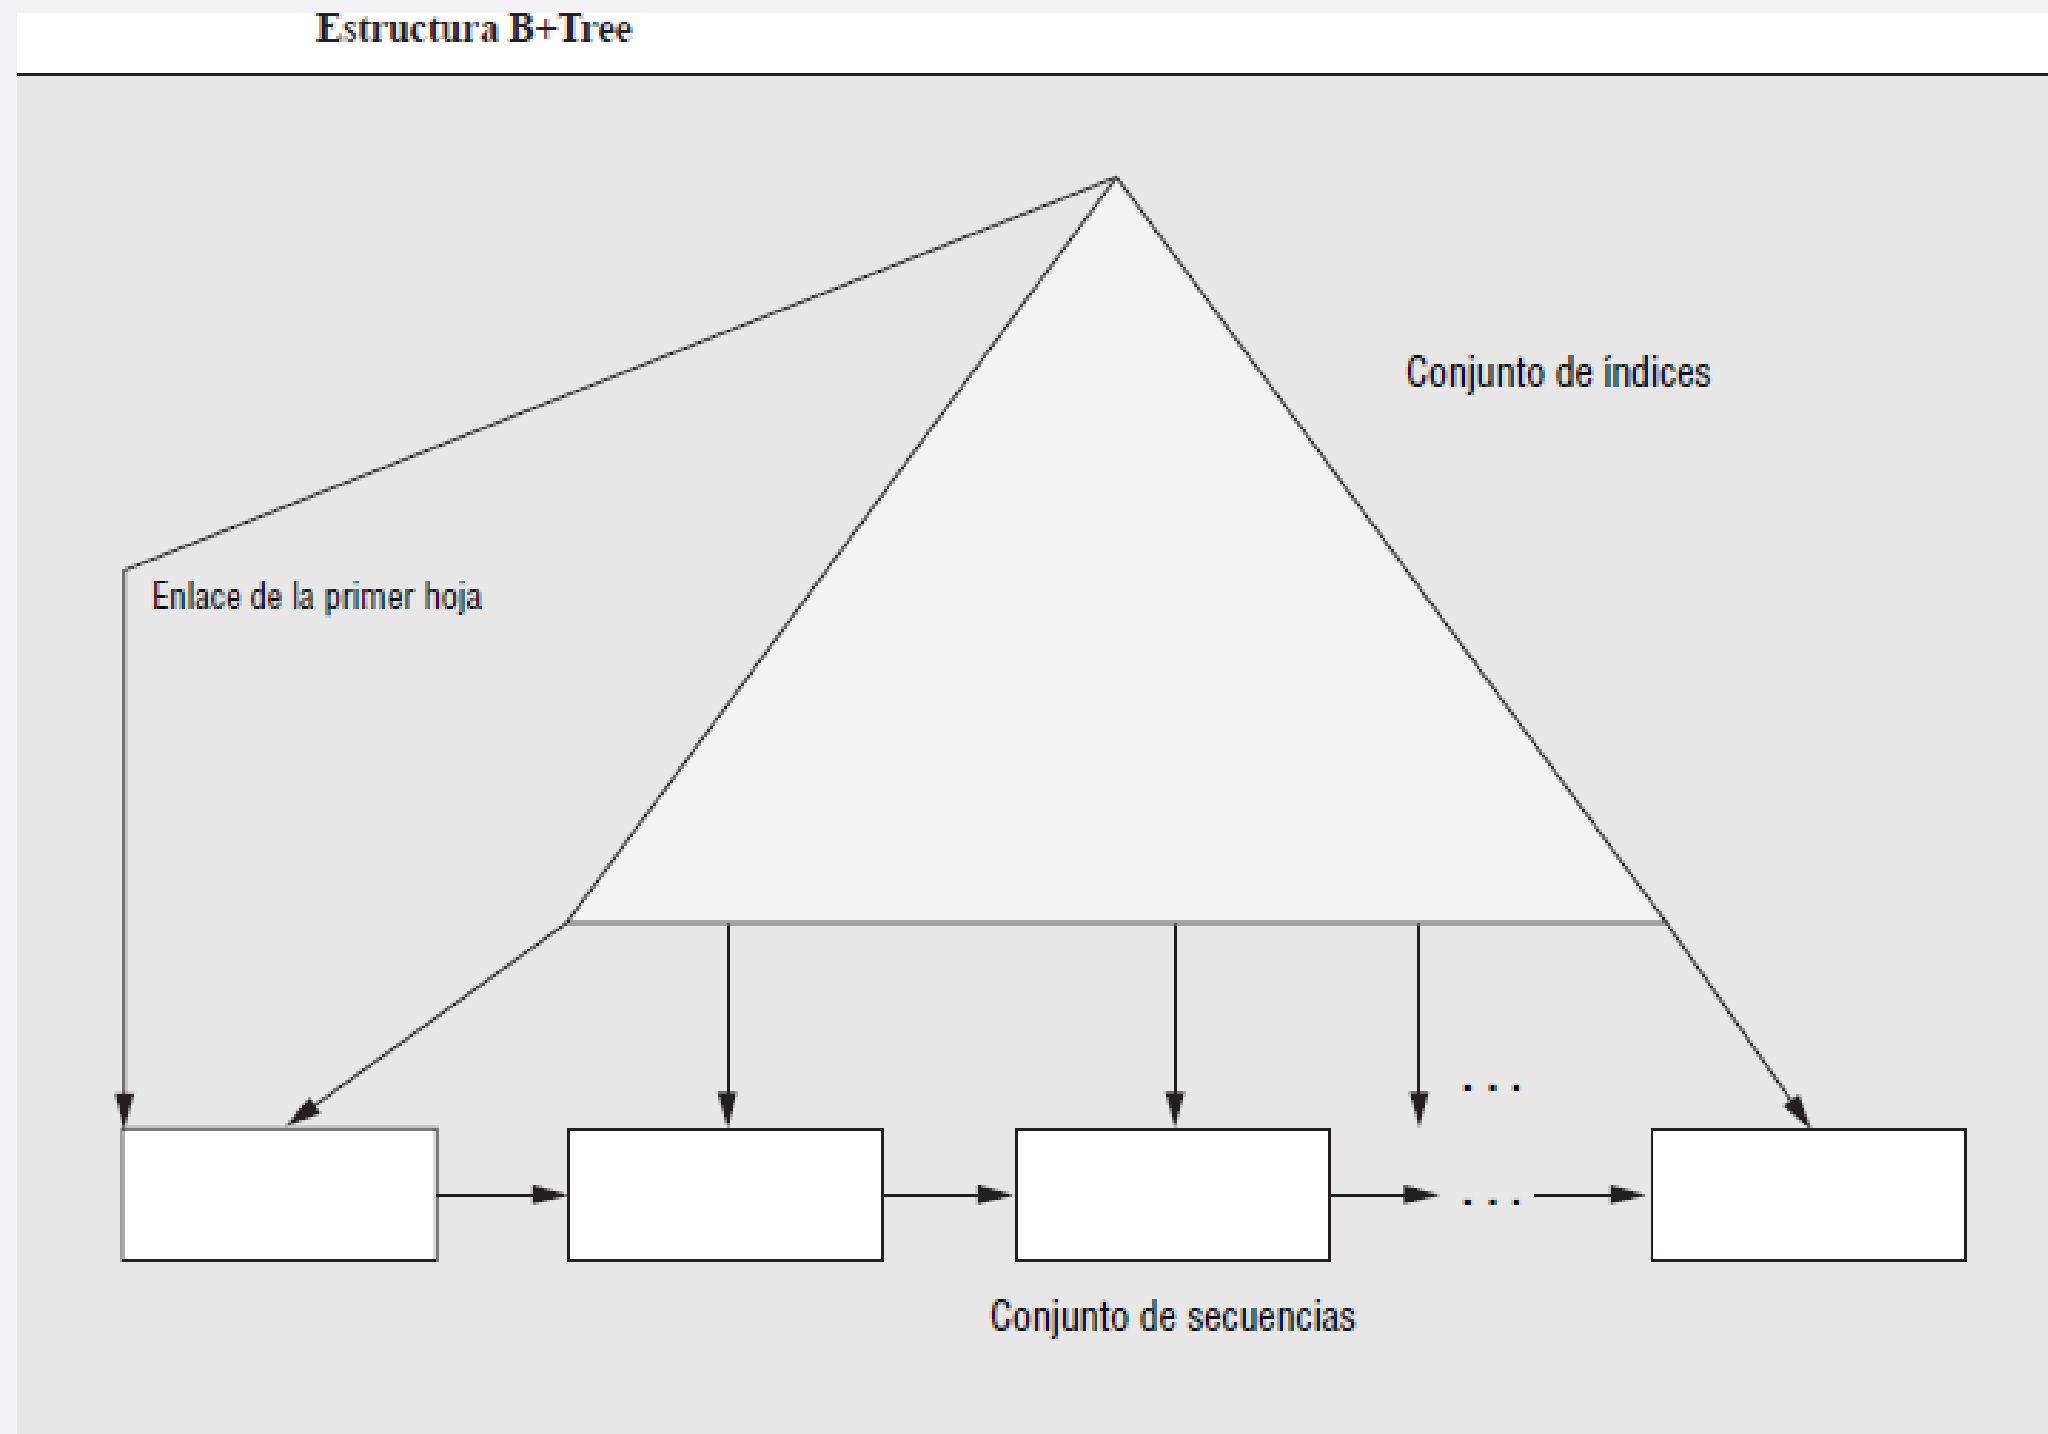 Estructura B+Tree
Conjunto de índices
Enlace de la primer hoja
. . .
. . .
Conjunto de secuencias